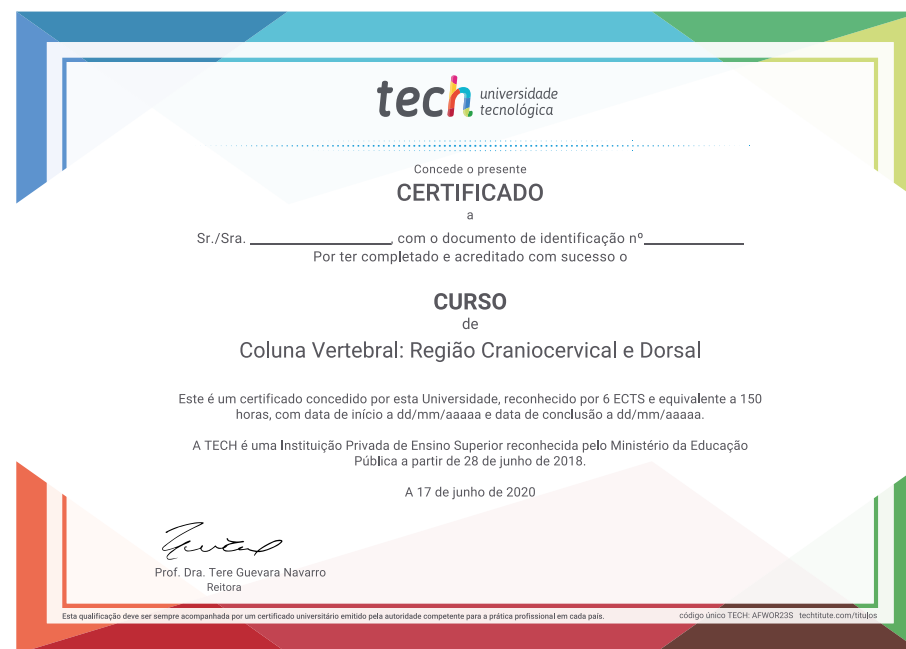 tech universidade
tecnológica
Concede o presente
CERTIFICADO
a
Sr./Sra. ________________, com o documento de identificação nº____________
Por ter completado e acreditado com sucesso o
CURSO
de
Coluna Vertebral: Região Craniocervical e Dorsal
Este é um certificado concedido por esta Universidade, reconhecido por 6 ECTS e equivalente a 150
horas, com data de início a dd/mm/aaaaa e data de conclusão a dd/mm/aaaaa.
A TECH é uma Instituição Privada de Ensino Superior reconhecida pelo Ministério da Educação
Pública a partir de 28 de junho de 2018.
A 17 de junho de 2020
Prof. Dra. Tere Guevara Navarro
Reitora
Esta qualificação deve ser sempre acompanhada por um certificado universitário emitido pela autoridade competente para a prática profissional em cada país.
código único TECH: AFWOR23S techtitute.com/titulos